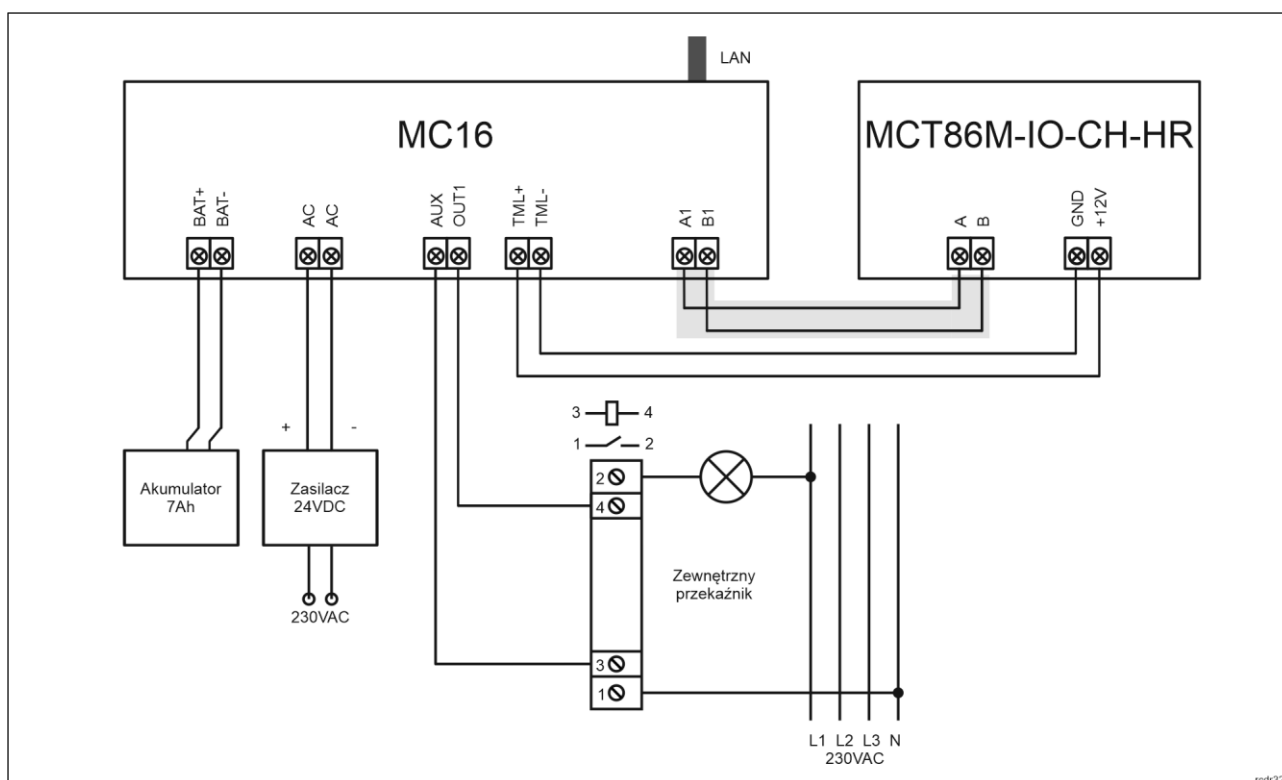 LAN
MC16
MCT86M-IO-CH-HR
BAT+
BAT-
AC
AC
AUX
OUT1
TML+
TML-
A1
B1
A
B
GND
+12V
+
-
Akumulator
7Ah
Zasilacz
24VDC
230VAC
3
4
1
2
2
4
Zewnętrzny
przekaźnik
3
1
L1 L2 L3 N
230VAC